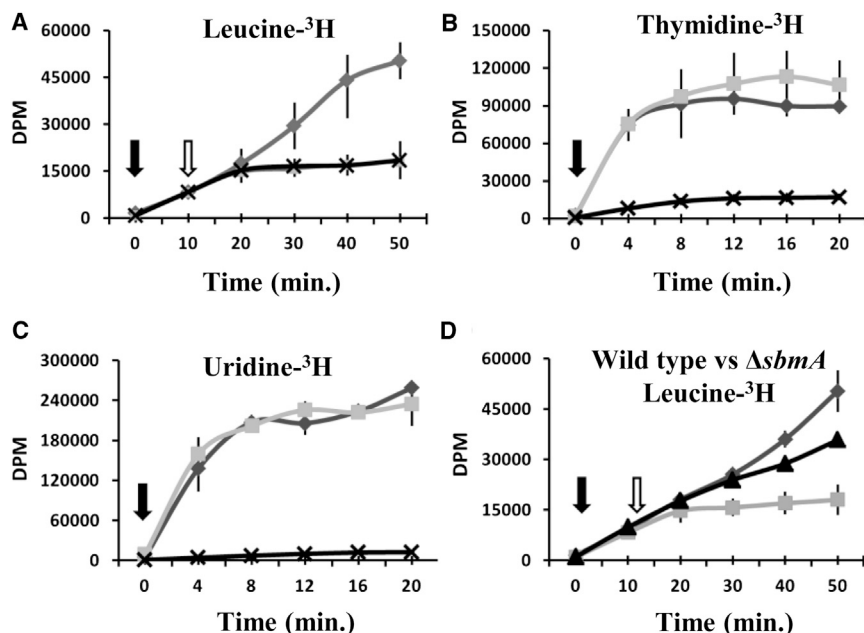 A
Leucine-³H
60000
45000
30000
15000
0
DPM
0 10 20 30 40 50
Time (min.)
B
Thymidine-³H
150000
120000
90000
60000
30000
0
DPM
0 4 8 12 16 20
Time (min.)
C
Uridine-³H
300000
240000
180000
120000
60000
0
DPM
0 4 8 12 16 20
Time (min.)
D
Wild type vs ΔsbmA
Leucine-³H
60000
45000
30000
15000
0
DPM
0 10 20 30 40 50
Time (min.)